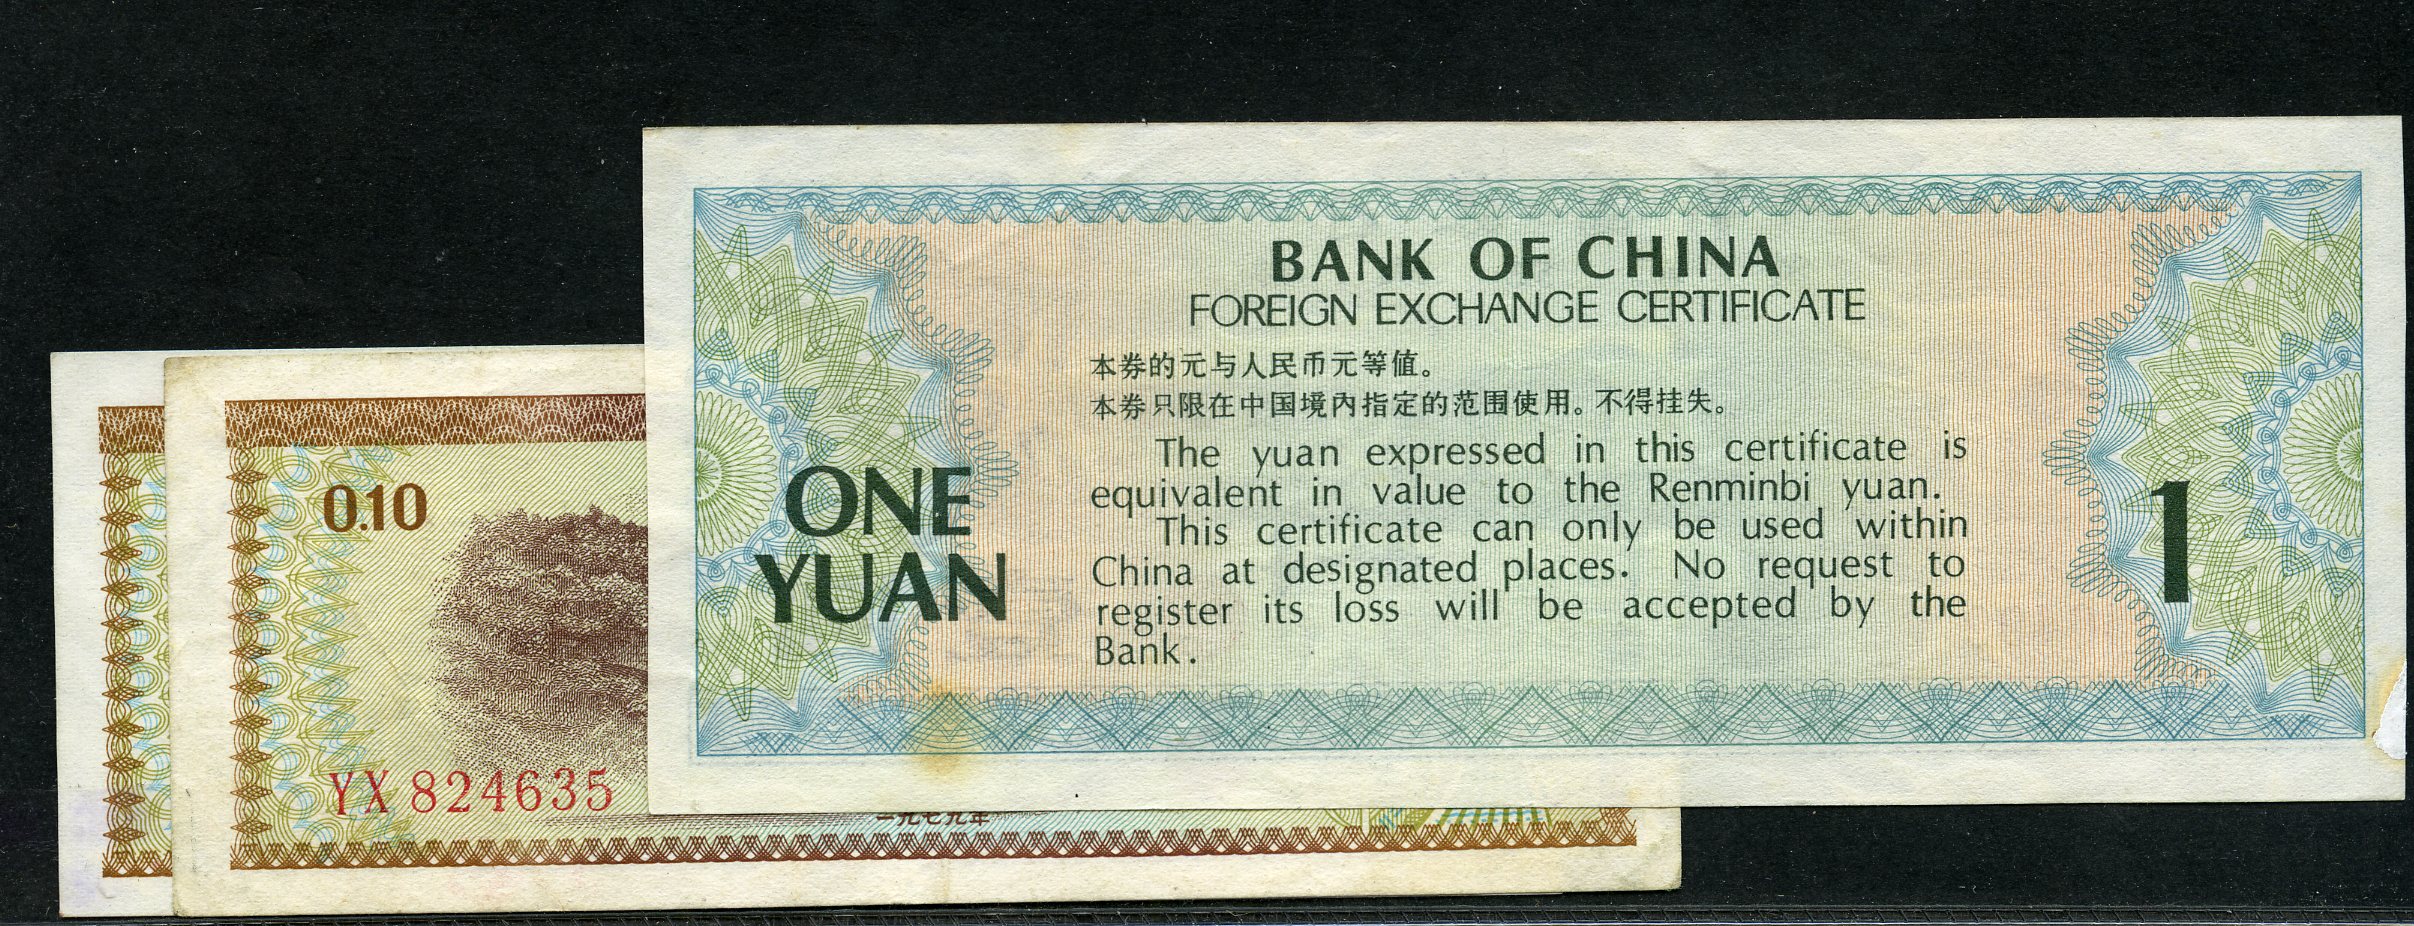 BANK OF CHINA
FOREIGN EXCHANGE CERTIFICATE
本券的元与人民币元等值。
本券只限在中国境内指定的范围使用。不得挂失。
The yuan expressed in this certificate is
equivalent in value to the Renminbi yuan.
This certificate can only be used within
China at designated places. No request to
register its loss will be accepted by the
Bank.
ONE
YUAN
1
0.10
YX 824635
一九七九年